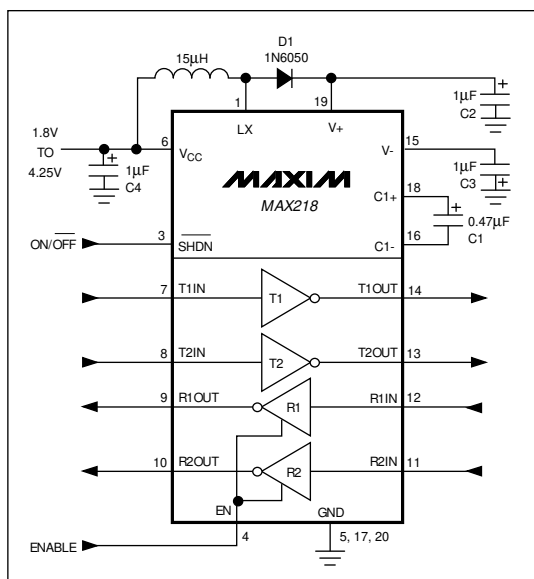 D1
15µH 1N6050
1 19
1µF
C2
LX V+
1.8V
TO
4.25V
6 VCC V- 15
1µF
C4
1µF
C3
MAXIM
MAX218
C1+ 18
0.47µF
C1
C1- 16
ON/OFF 3 SHDN
7 T1IN T1 T1OUT 14
8 T2IN T2 T2OUT 13
9 R1OUT R1 R1IN 12
10 R2OUT R2 R2IN 11
EN GND
4 5, 17, 20
ENABLE